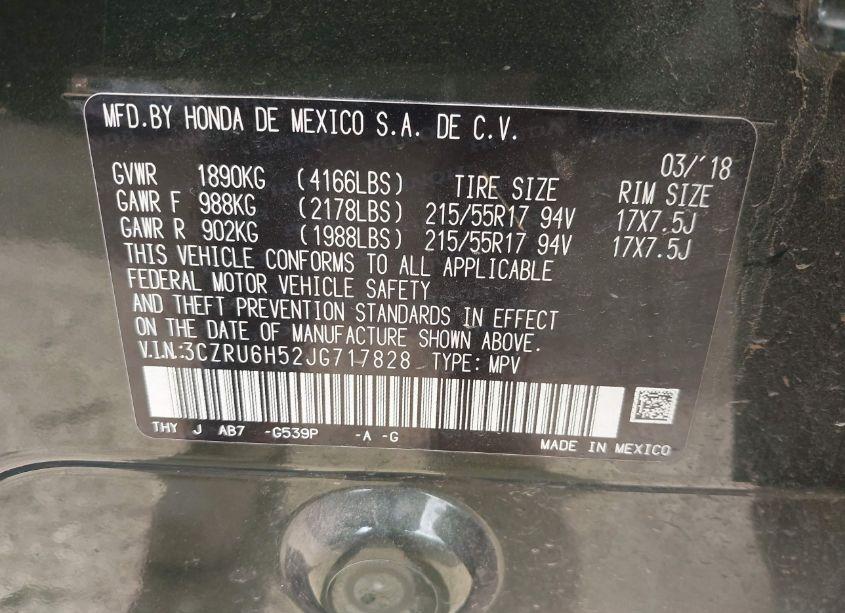 MFD.BY HONDA DE MEXICO S.A. DE C.V.
03/'18
GVWR 1890KG (4166LBS) TIRE SIZE RIM SIZE
GAWR F 988KG (2178LBS) 215/55R17 94V 17X7.5J
GAWR R 902KG (1988LBS) 215/55R17 94V 17X7.5J
THIS VEHICLE CONFORMS TO ALL APPLICABLE
FEDERAL MOTOR VEHICLE SAFETY
AND THEFT PREVENTION STANDARDS IN EFFECT
ON THE DATE OF MANUFACTURE SHOWN ABOVE.
V.I.N:3CZRU6H52JG717828 TYPE: MPV
THY J AB7 -G539P -A -G
MADE IN MEXICO